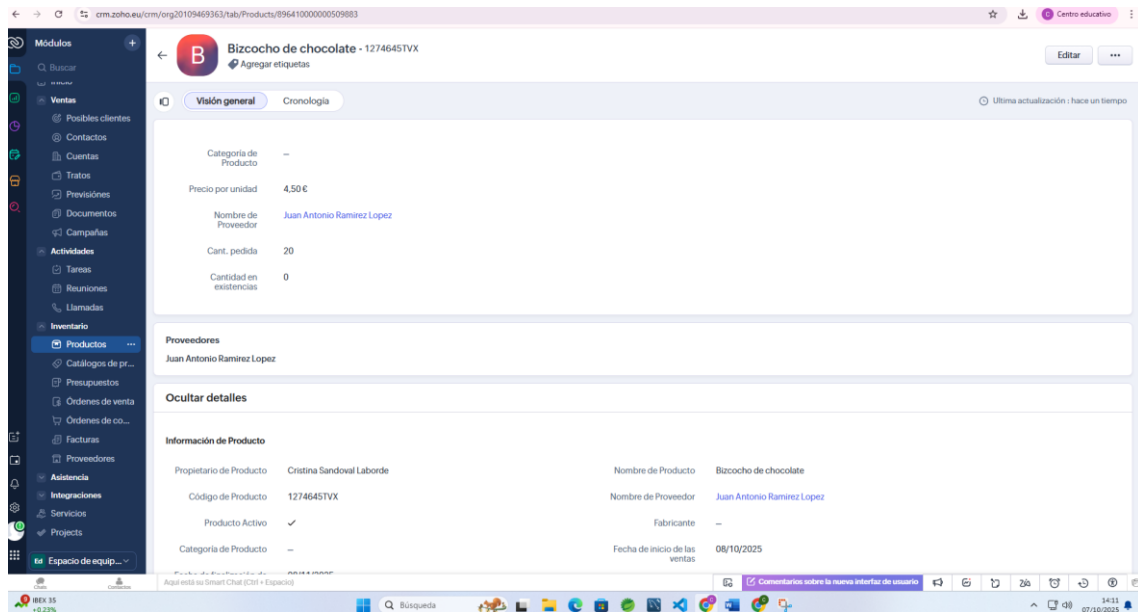 crm.zoho.eu/crm/org20109469363/tab/Products/896410000000509883
Centro educativo
Módulos
Buscar
Inicio
Ventas
Posibles clientes
Contactos
Cuentas
Tratos
Previsiónes
Documentos
Campañas
Actividades
Tareas
Reuniones
Llamadas
Inventario
Productos
Catálogos de pr...
Presupuestos
Órdenes de venta
Órdenes de co...
Facturas
Proveedores
Asistencia
Integraciones
Servicios
Projects
Ed Espacio de equip...
B
Bizcocho de chocolate - 1274645TVX
Agregar etiquetas
Editar
Visión general Cronología
Ultima actualización : hace un tiempo
Categoría de
Producto
—
Precio por unidad 4,50 €
Nombre de
Proveedor
Juan Antonio Ramirez Lopez
Cant. pedida 20
Cantidad en
existencias
0
Proveedores
Juan Antonio Ramirez Lopez
Ocultar detalles
Información de Producto
Propietario de Producto Cristina Sandoval Laborde
Nombre de Producto Bizcocho de chocolate
Código de Producto 1274645TVX
Nombre de Proveedor Juan Antonio Ramirez Lopez
Producto Activo
Fabricante —
Categoría de Producto —
Fecha de inicio de las
ventas
08/10/2025
Chats
Contactos
Aquí está su Smart Chat (Ctrl + Espacio)
Comentarios sobre la nueva interfaz de usuario
IBEX 35
+0.23%
Búsqueda
14:11
07/10/2025